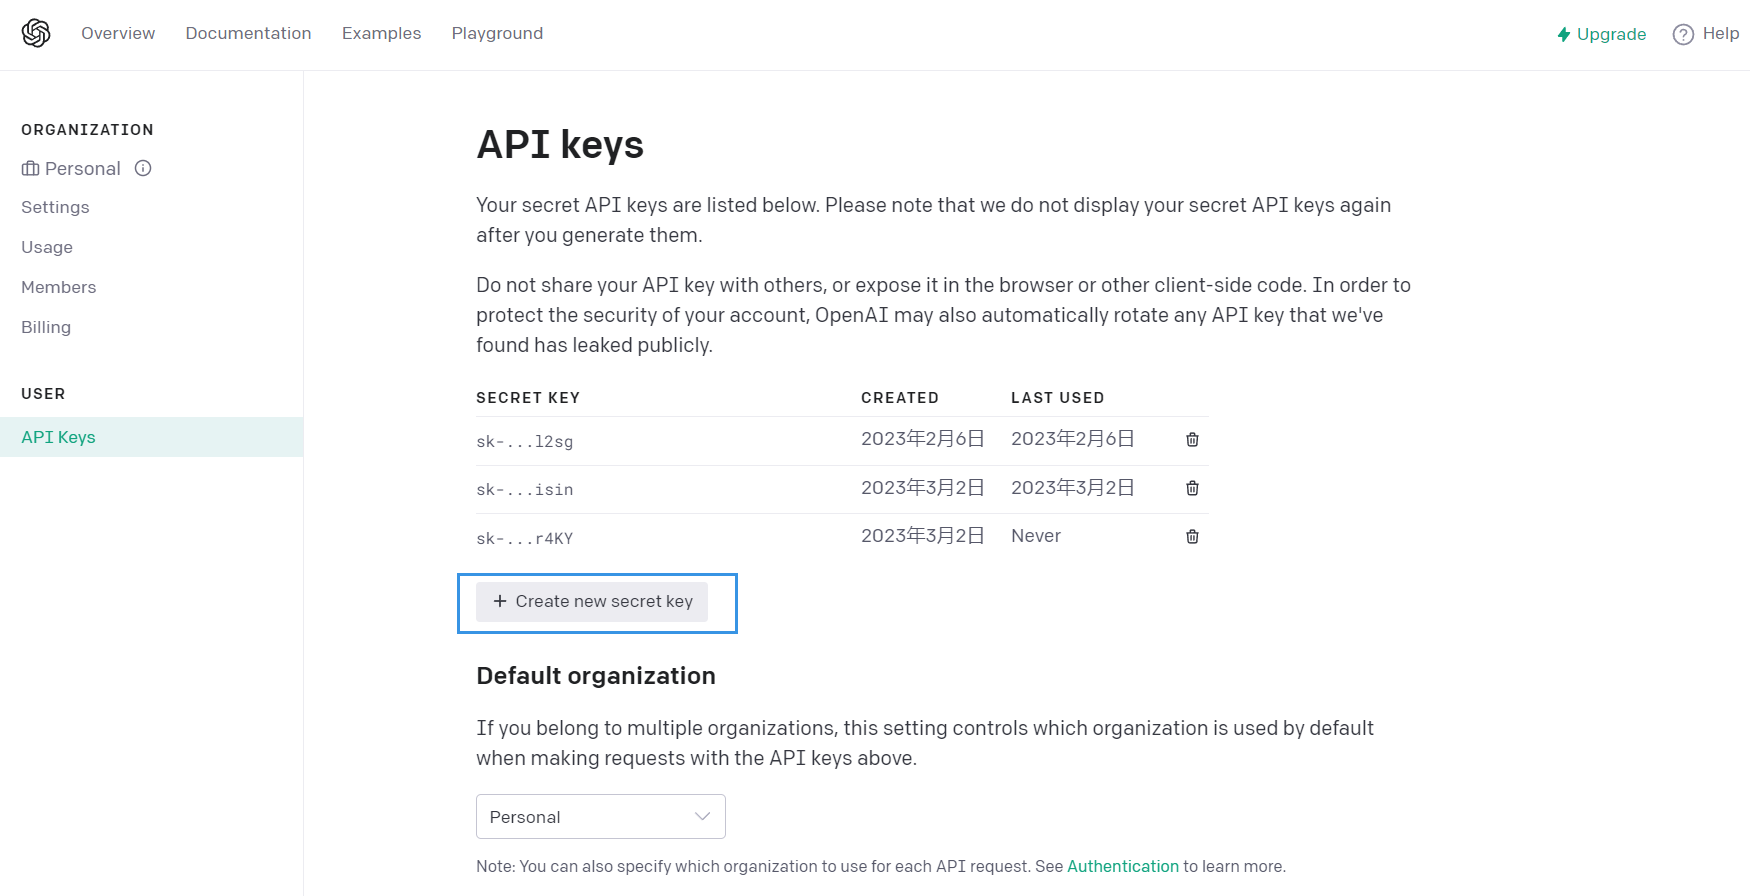 Overview Documentation Examples Playground Upgrade Help
ORGANIZATION
Personal
Settings
Usage
Members
Billing
USER
API Keys
API keys
Your secret API keys are listed below. Please note that we do not display your secret API keys again
after you generate them.
Do not share your API key with others, or expose it in the browser or other client-side code. In order to
protect the security of your account, OpenAI may also automatically rotate any API key that we've
found has leaked publicly.
SECRET KEY CREATED LAST USED
sk-...l2sg 2023年2月6日 2023年2月6日
sk-...isin 2023年3月2日 2023年3月2日
sk-...r4KY 2023年3月2日 Never
+ Create new secret key
Default organization
If you belong to multiple organizations, this setting controls which organization is used by default
when making requests with the API keys above.
Personal
Note: You can also specify which organization to use for each API request. See Authentication to learn more.